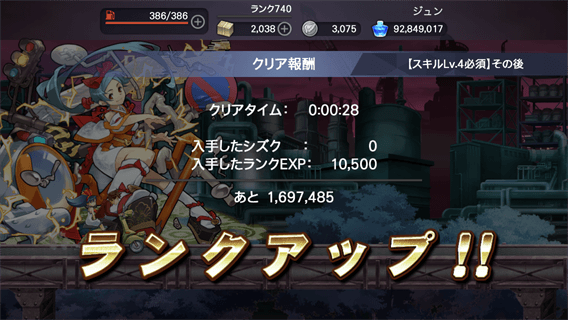 ランク740
ジュン
386/386
2,038
3,075
92,849,017
クリア報酬
【スキルLv.4必須】その後
クリアタイム： 0:00:28
入手したシズク ： 0
入手したランクEXP： 10,500
あと 1,697,485
ランクアップ!!